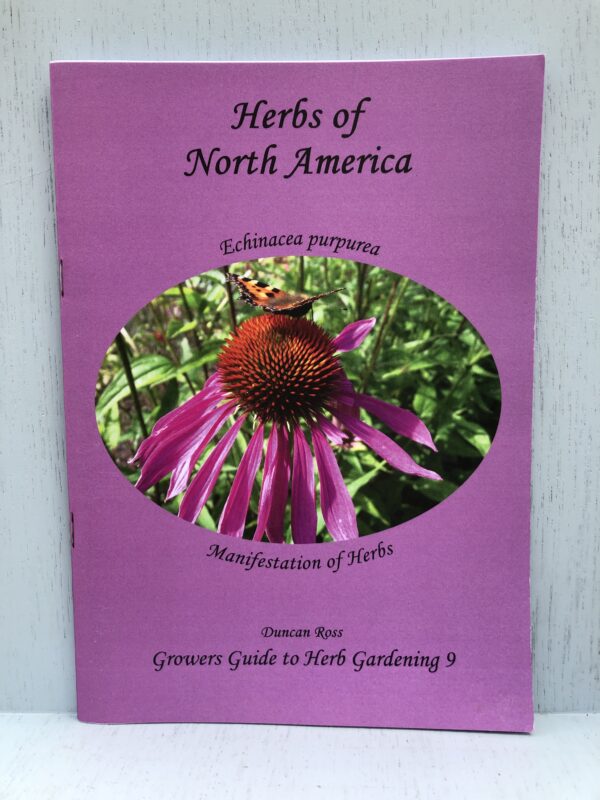 Herbs of
North America
Echinacea purpurea
Manifestation of Herbs
Duncan Ross
Growers Guide to Herb Gardening 9